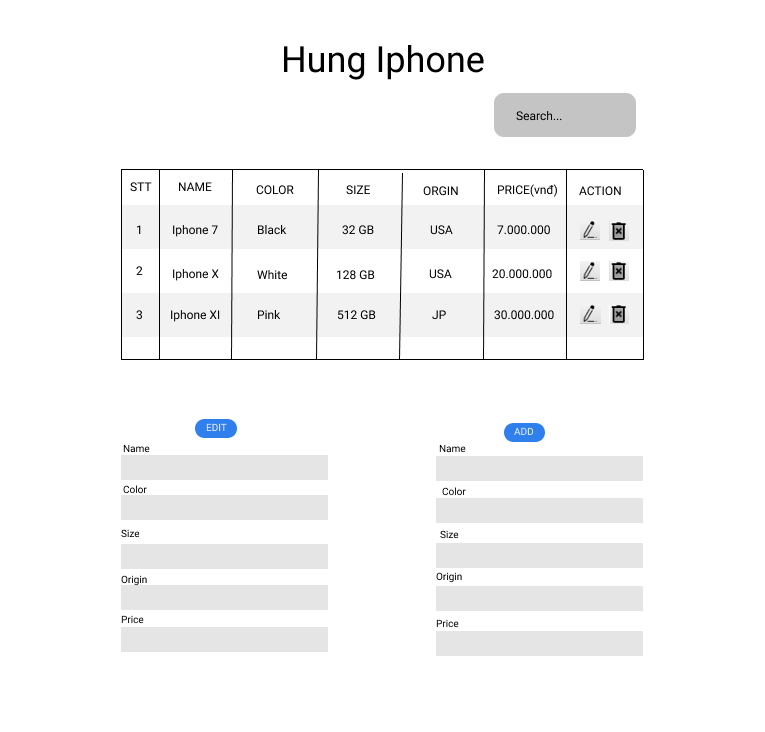 Hung Iphone
Search...
STT NAME COLOR SIZE ORGIN PRICE(vnđ) ACTION
1 Iphone 7 Black 32 GB USA 7.000.000
2 Iphone X White 128 GB USA 20.000.000
3 Iphone XI Pink 512 GB JP 30.000.000
EDIT ADD
Name Name
Color Color
Size Size
Origin Origin
Price Price